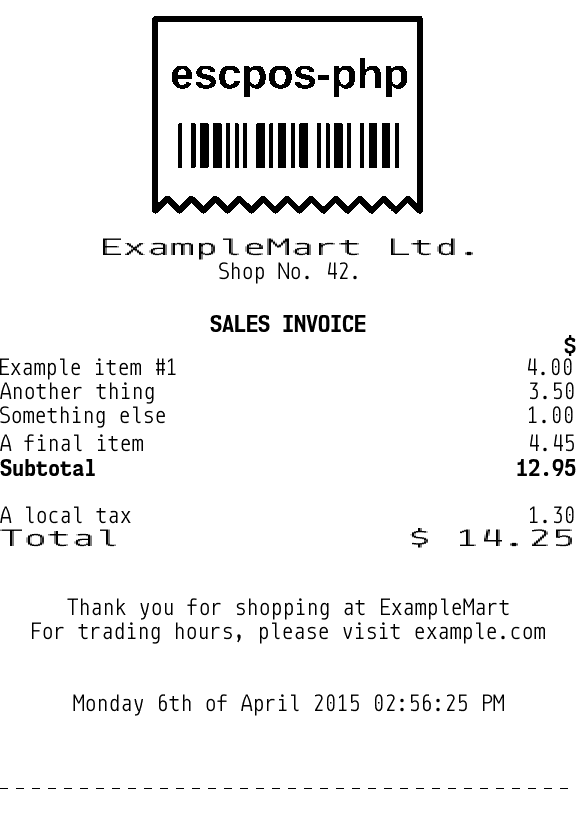 escpos-php
ExampleMart Ltd.
Shop No. 42.
SALES INVOICE
$
Example item #1 4.00
Another thing 3.50
Something else 1.00
A final item 4.45
Subtotal 12.95
A local tax 1.30
Total $ 14.25
Thank you for shopping at ExampleMart
For trading hours, please visit example.com
Monday 6th of April 2015 02:56:25 PM